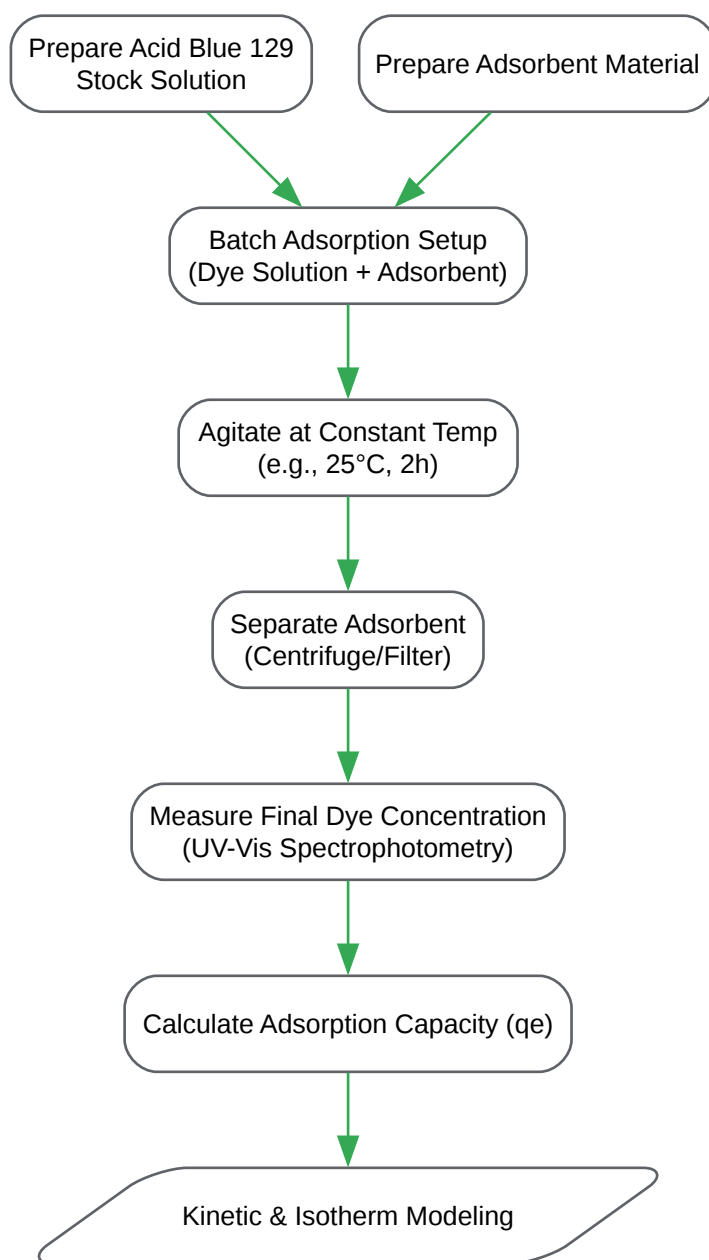 Prepare Acid Blue 129
Stock Solution
Prepare Adsorbent Material
Batch Adsorption Setup
(Dye Solution + Adsorbent)
Agitate at Constant Temp
(e.g., 25°C, 2h)
Separate Adsorbent
(Centrifuge/Filter)
Measure Final Dye Concentration
(UV-Vis Spectrophotometry)
Calculate Adsorption Capacity (qe)
Kinetic & Isotherm Modeling